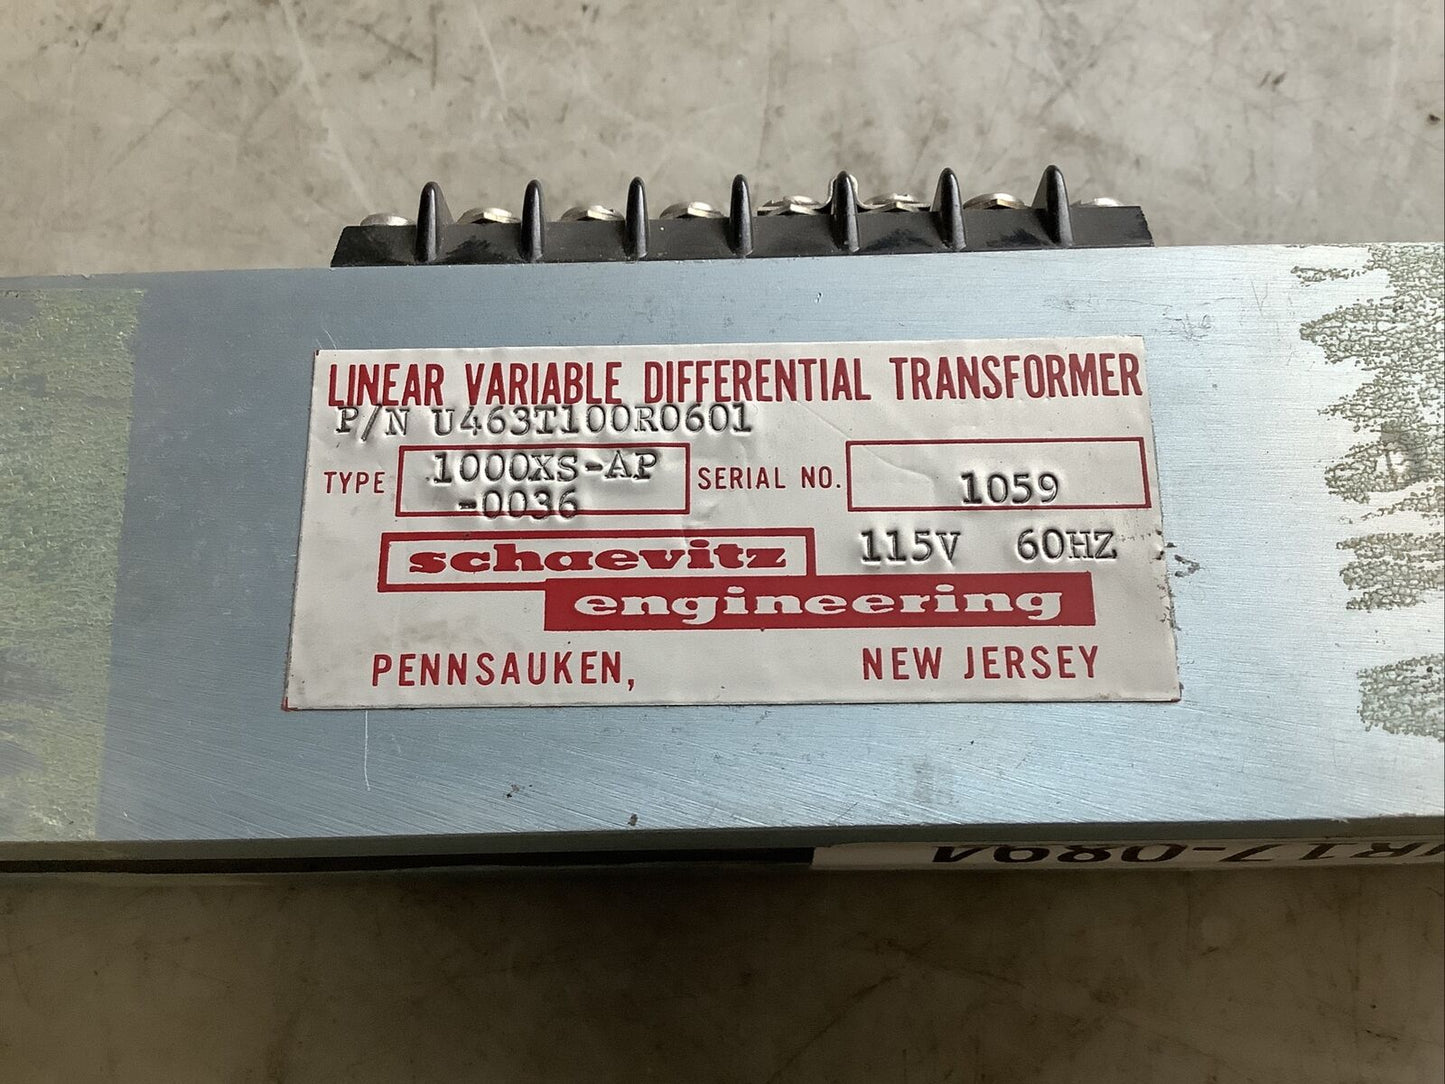 LINEAR VARIABLE DIFFERENTIAL TRANSFORMER
P/N U463T100R0601
TYPE 1000XS-AP
-0036
SERIAL NO. 1059
schaevitz
engineering
115V 60HZ
PENNSAUKEN, NEW JERSEY